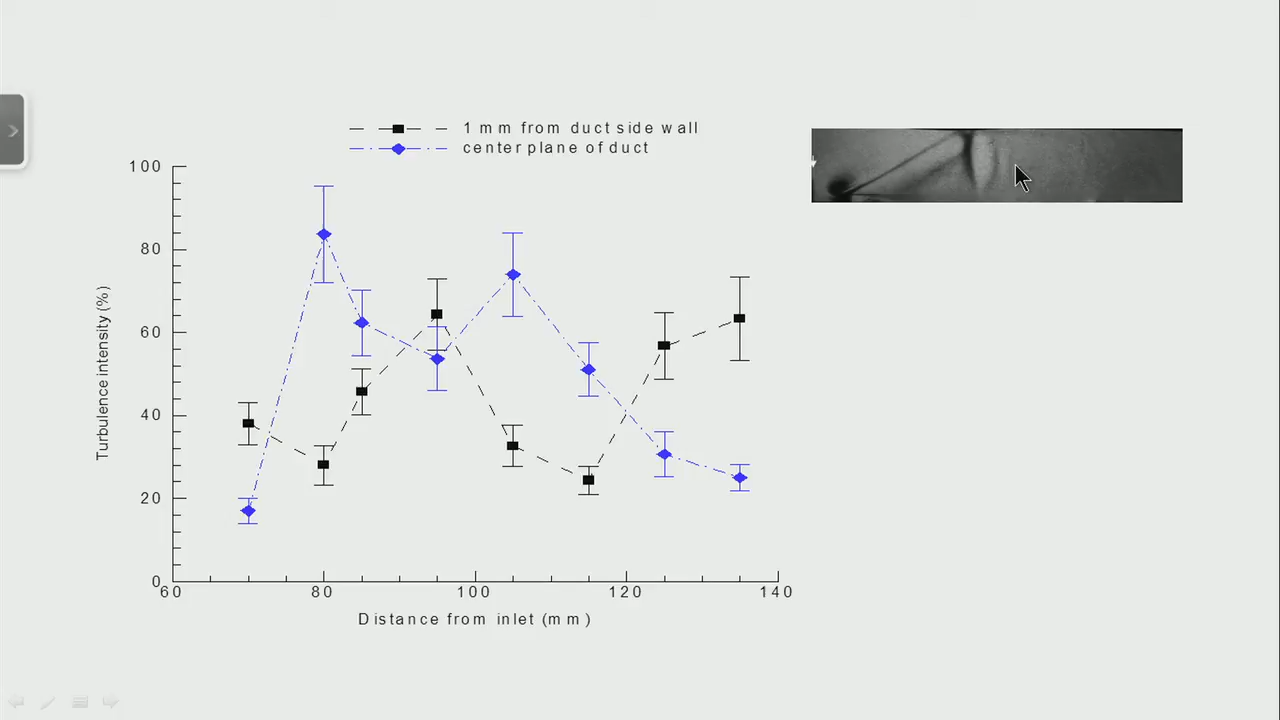 1 mm from duct side wall
center plane of duct
100
80
60
40
20
0
60 80 100 120 140
Turbulence intensity (%)
Distance from inlet (mm)